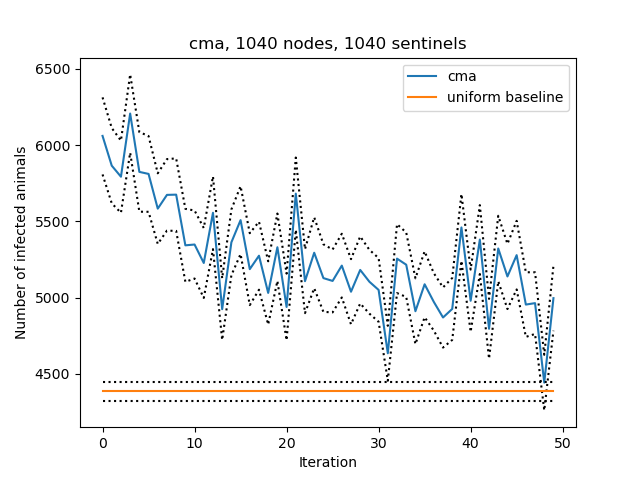 cma, 1040 nodes, 1040 sentinels
cma
uniform baseline
Number of infected animals
6500
6000
5500
5000
4500
0 10 20 30 40 50
Iteration